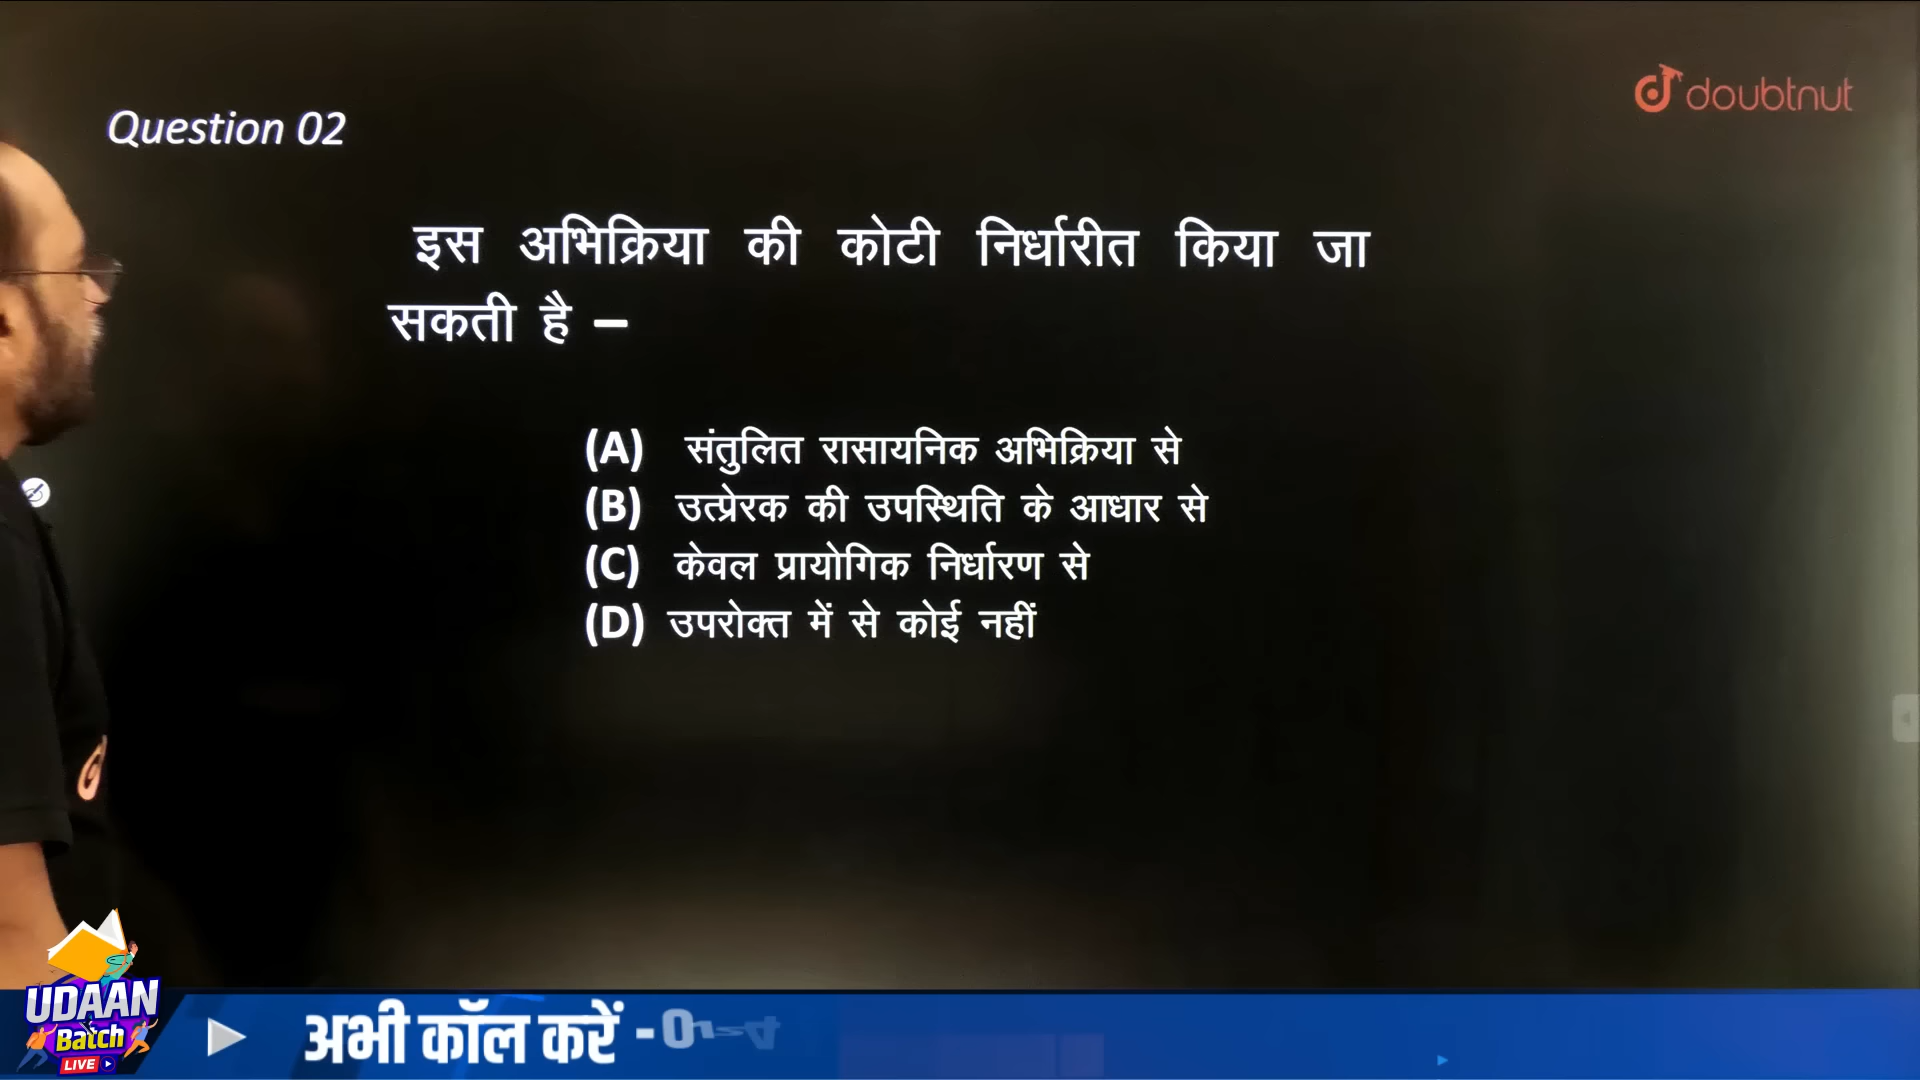 doubtnut
Question 02
इस अभिक्रिया की कोटी निर्धारीत किया जा
सकती है –
(A) संतुलित रासायनिक अभिक्रिया से
(B) उत्प्रेरक की उपस्थिति के आधार से
(C) केवल प्रायोगिक निर्धारण से
(D) उपरोक्त में से कोई नहीं
UDAAN
Batch
LIVE
अभी कॉल करें -